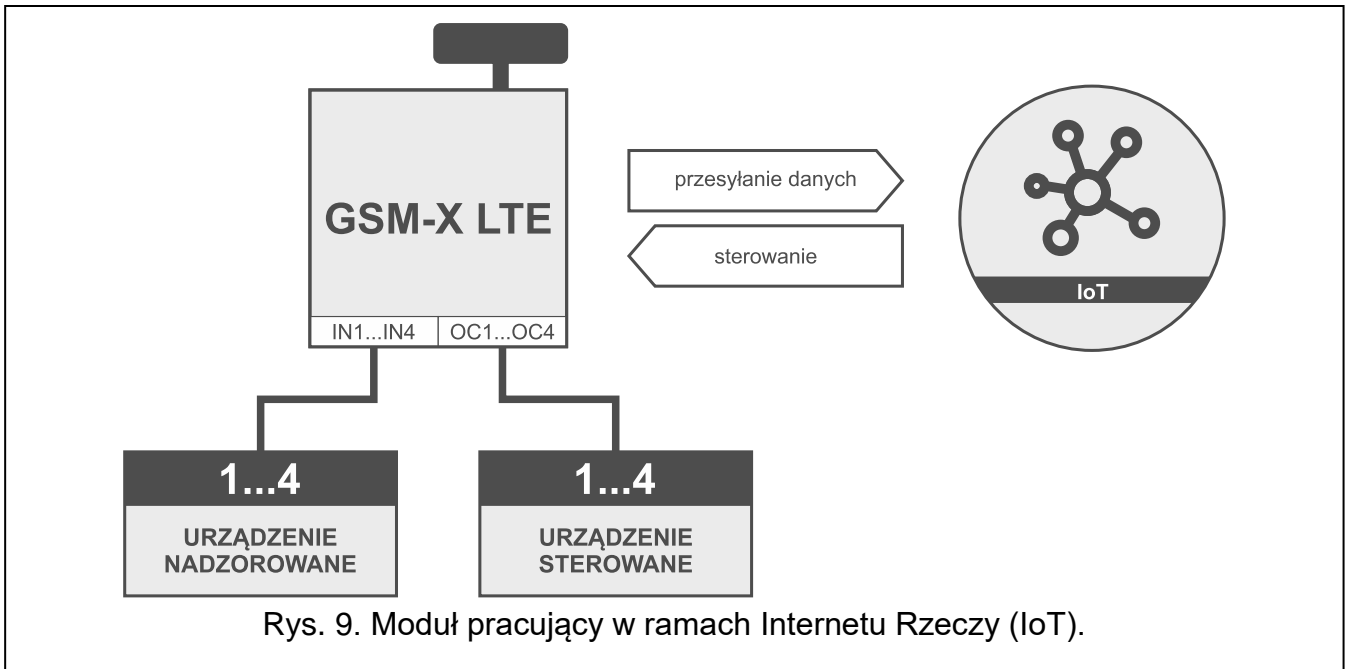 GSM-X LTE
IN1...IN4
OC1...OC4
przesyłanie danych
sterowanie
IoT
1...4
URZĄDZENIE
NADZOROWANE
1...4
URZĄDZENIE
STEROWANE
Rys. 9. Moduł pracujący w ramach Internetu Rzeczy (IoT).